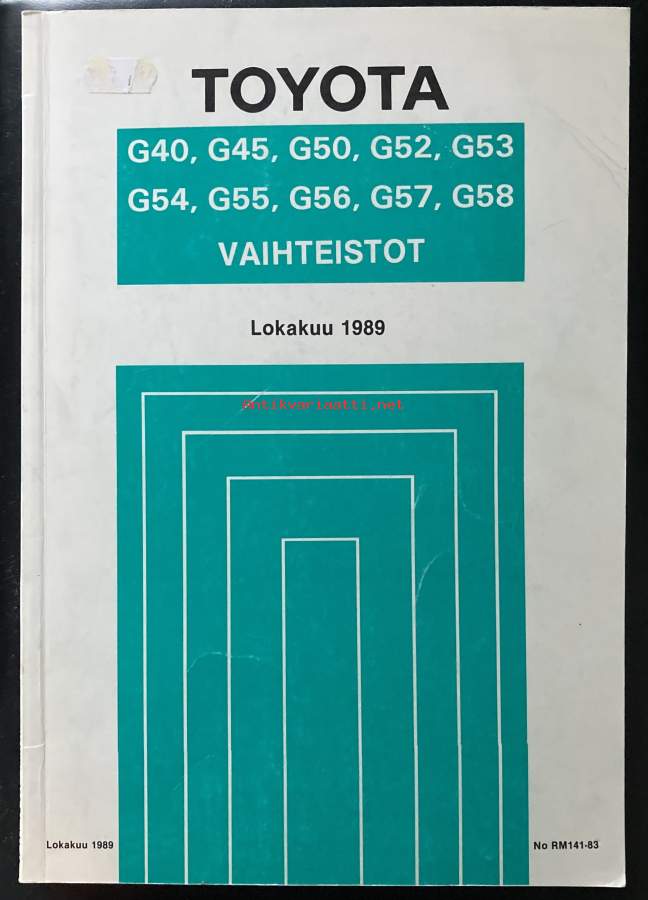 TOYOTA
G40, G45, G50, G52, G53
G54, G55, G56, G57, G58
VAIHTEISTOT
Lokakuu 1989
Antikvariaatti.net
Lokakuu 1989
No RM141-83